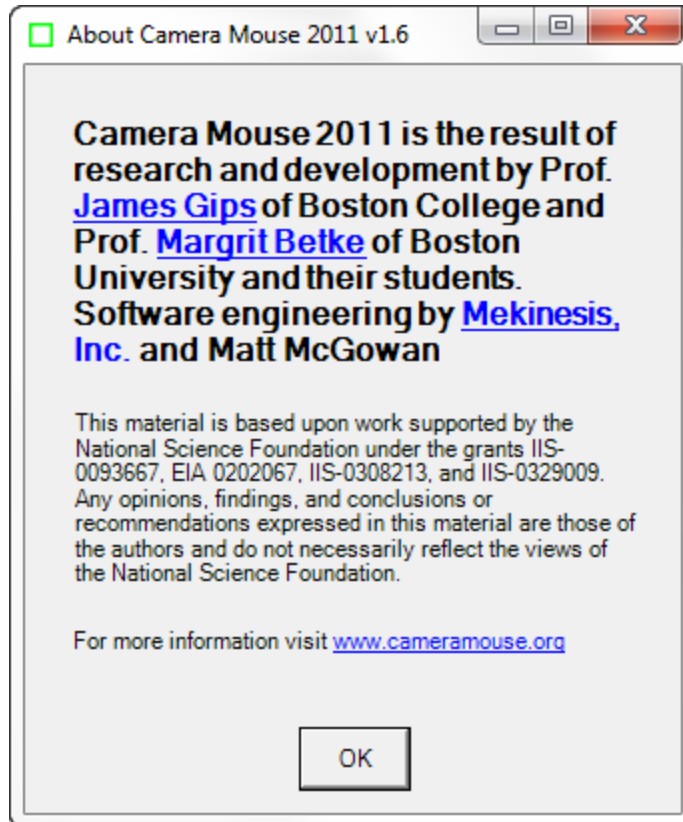 About Camera Mouse 2011 v1.6
Camera Mouse 2011 is the result of
research and development by Prof.
James Gips of Boston College and
Prof. Margrit Betke of Boston
University and their students.
Software engineering by Mekinesis,
Inc. and Matt McGowan
This material is based upon work supported by the
National Science Foundation under the grants IIS-
0093667, EIA 0202067, IIS-0308213, and IIS-0329009.
Any opinions, findings, and conclusions or
recommendations expressed in this material are those of
the authors and do not necessarily reflect the views of
the National Science Foundation.
For more information visit www.cameramouse.org
OK